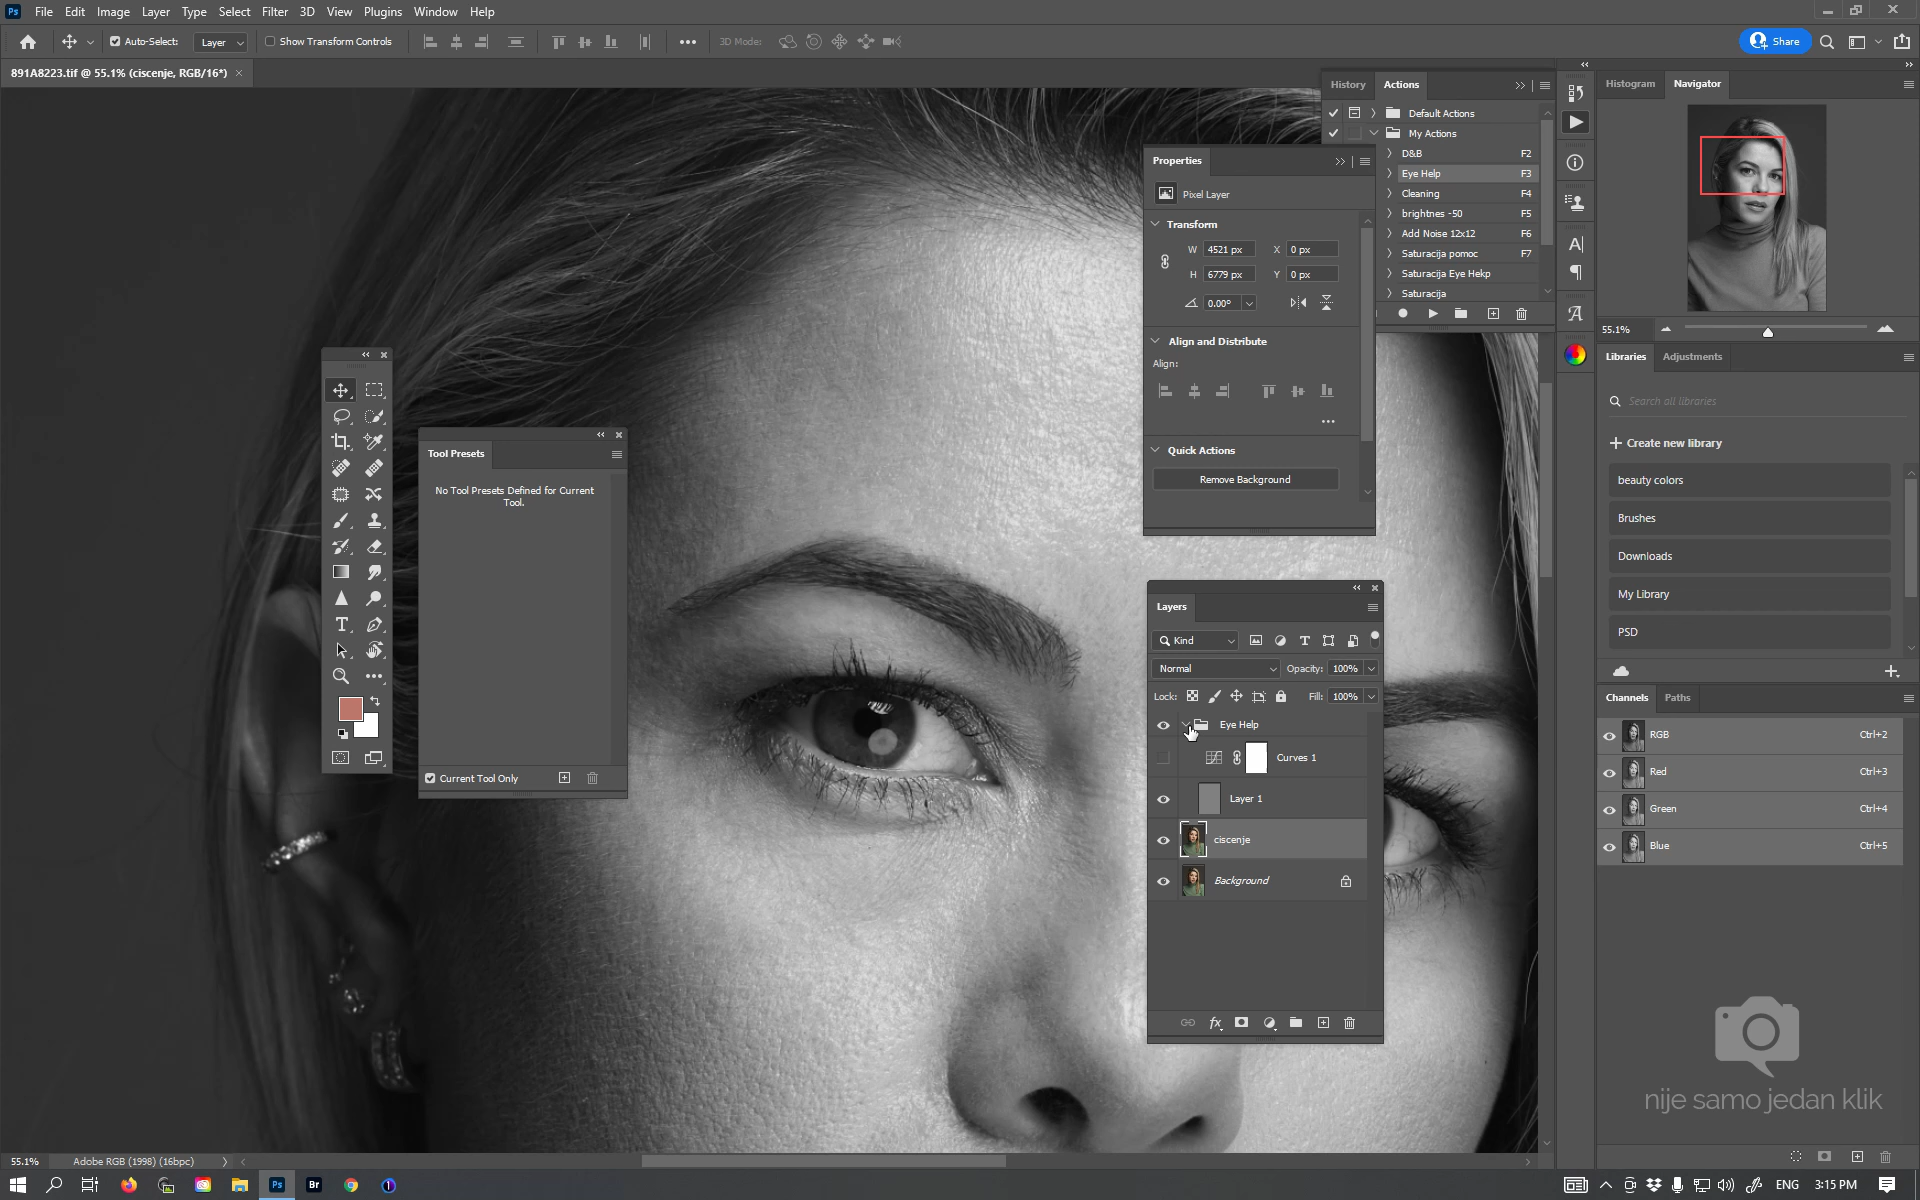 Ps File Edit Image Layer Type Select Filter 3D View Plugins Window Help
Auto-Select: Layer Show Transform Controls 3D Mode: Share
891A8223.tif @ 55.1% (ciscenje, RGB/16*)
History Actions
Default Actions
My Actions
D&B F2
Eye Help F3
Cleaning F4
brightnes -50 F5
Add Noise 12x12 F6
Saturacija pomoc F7
Saturacija Eye Hekp
Saturacija
Properties
Pixel Layer
Transform
W 4521 px X 0 px
H 6779 px Y 0 px
0.00°
Align and Distribute
Align:
Quick Actions
Remove Background
Tool Presets
No Tool Presets Defined for Current
Tool.
Current Tool Only
Layers
Kind
Normal Opacity: 100%
Lock: Fill: 100%
Eye Help
Curves 1
Layer 1
ciscenje
Background
Histogram Navigator
55.1%
Libraries Adjustments
Search all libraries
Create new library
beauty colors
Brushes
Downloads
My Library
PSD
Channels Paths
RGB Ctrl+2
Red Ctrl+3
Green Ctrl+4
Blue Ctrl+5
nije samo jedan klik
55.1% Adobe RGB (1998) (16bpc)
Ps Br ENG 3:15 PM